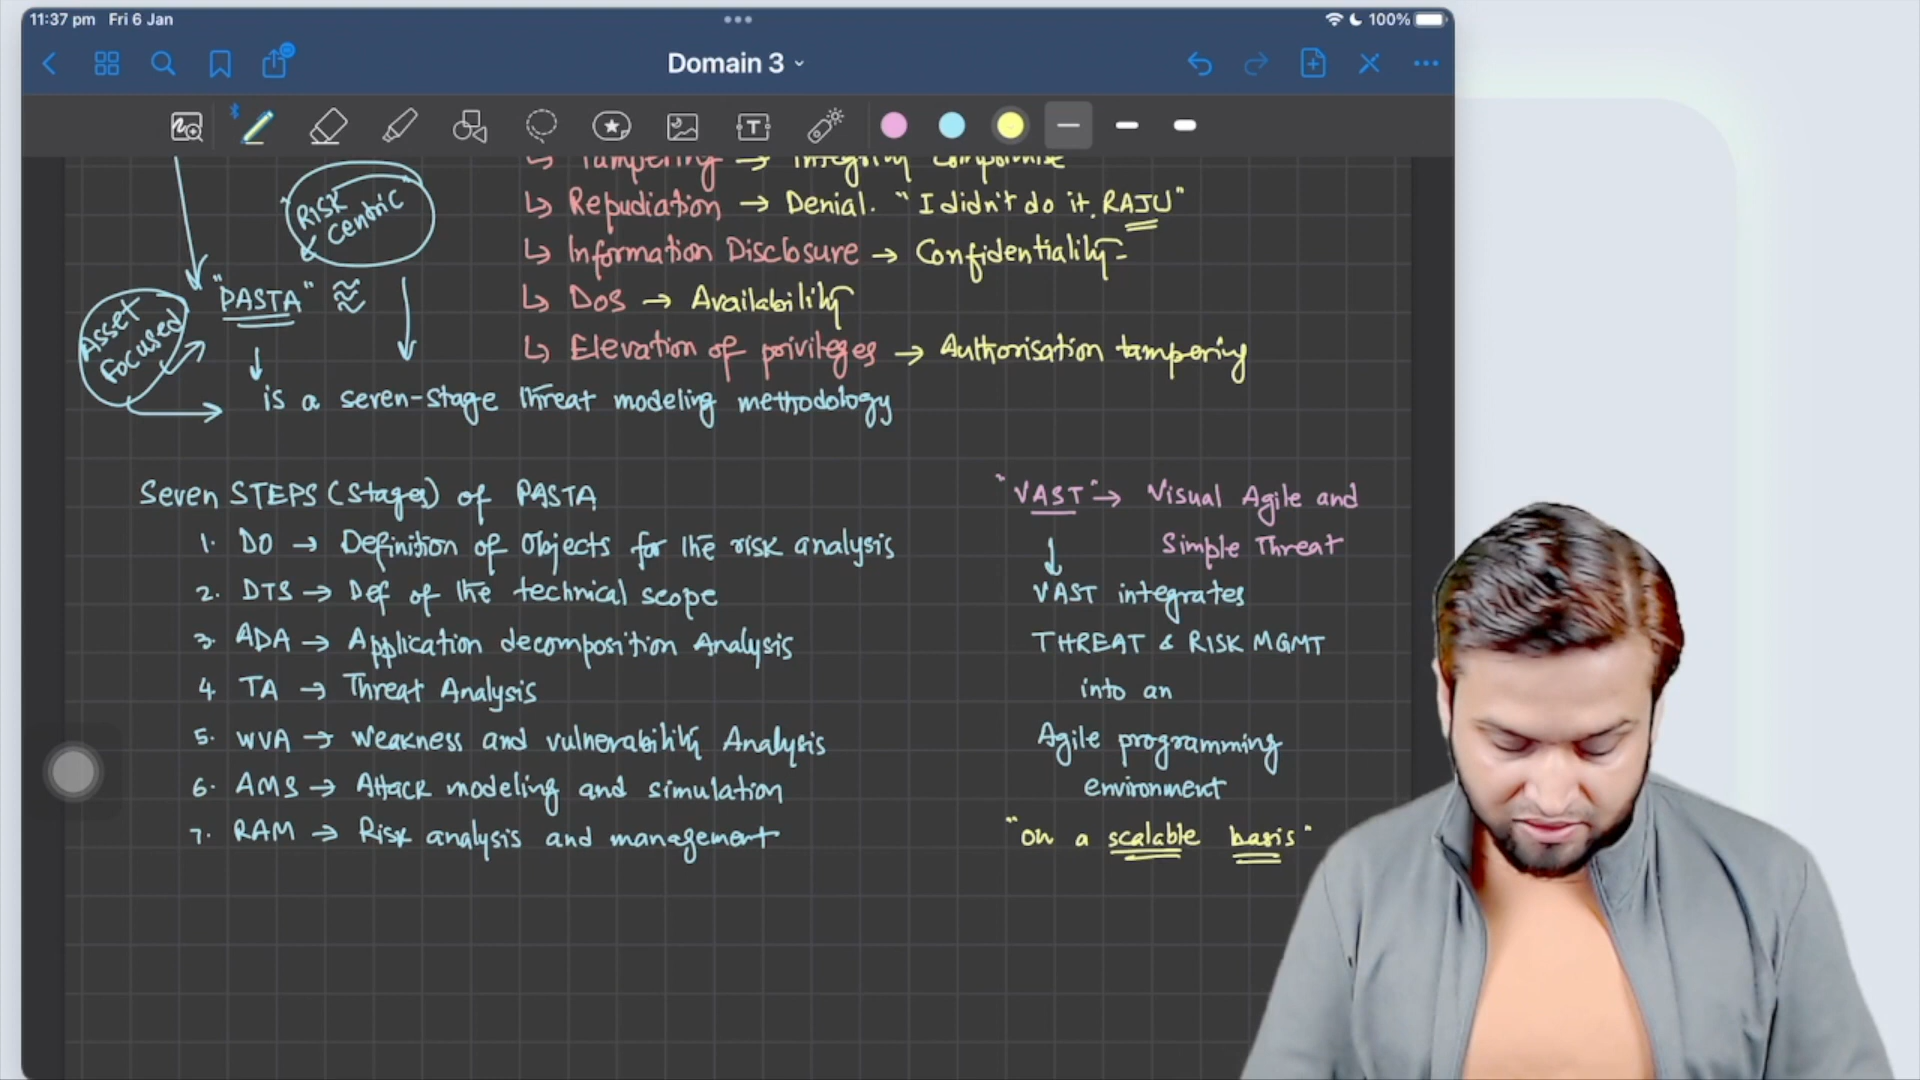 11:37 pm Fri 6 Jan
100%
Domain 3
Tampering → Integrity compromise
Repudiation → Denial. "I didn't do it. RAJU"
Information Disclosure → Confidentiality
DOS → Availability
Elevation of privileges → Authorisation tampering
"RISK Centric"
Asset Focused
"PASTA"
is a seven-stage threat modeling methodology
Seven STEPS (stages) of PASTA
1. DO → Definition of Objects for the risk analysis
2. DTS → Def of the technical scope
3. ADA → Application decomposition Analysis
4. TA → Threat Analysis
5. WVA → Weakness and vulnerability Analysis
6. AMS → Attack modeling and simulation
7. RAM → Risk analysis and management
"VAST" → Visual Agile and
Simple Threat
VAST integrates
THREAT & RISK MGMT
into an
Agile programming
environment
"on a scalable basis"